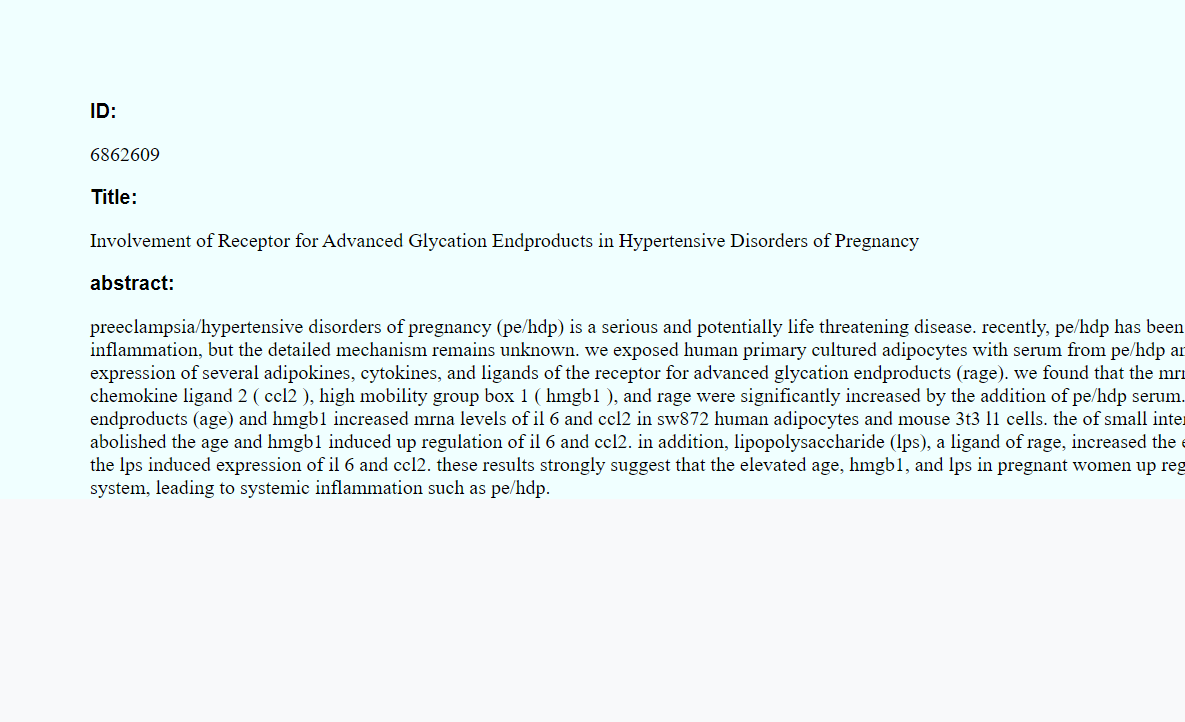 ID:
6862609
Title:
Involvement of Receptor for Advanced Glycation Endproducts in Hypertensive Disorders of Pregnancy
abstract:
preeclampsia/hypertensive disorders of pregnancy (pe/hdp) is a serious and potentially life threatening disease. recently, pe/hdp has been
inflammation, but the detailed mechanism remains unknown. we exposed human primary cultured adipocytes with serum from pe/hdp
expression of several adipokines, cytokines, and ligands of the receptor for advanced glycation endproducts (rage). we found that the
chemokine ligand 2 ( ccl2 ), high mobility group box 1 ( hmgb1 ), and rage were significantly increased by the addition of pe/hdp serum.
endproducts (age) and hmgb1 increased mrna levels of il 6 and ccl2 in sw872 human adipocytes and mouse 3t3 l1 cells. the of small
abolished the age and hmgb1 induced up regulation of il 6 and ccl2. in addition, lipopolysaccharide (lps), a ligand of rage, increased the
the lps induced expression of il 6 and ccl2. these results strongly suggest that the elevated age, hmgb1, and lps in pregnant women up
system, leading to systemic inflammation such as pe/hdp.